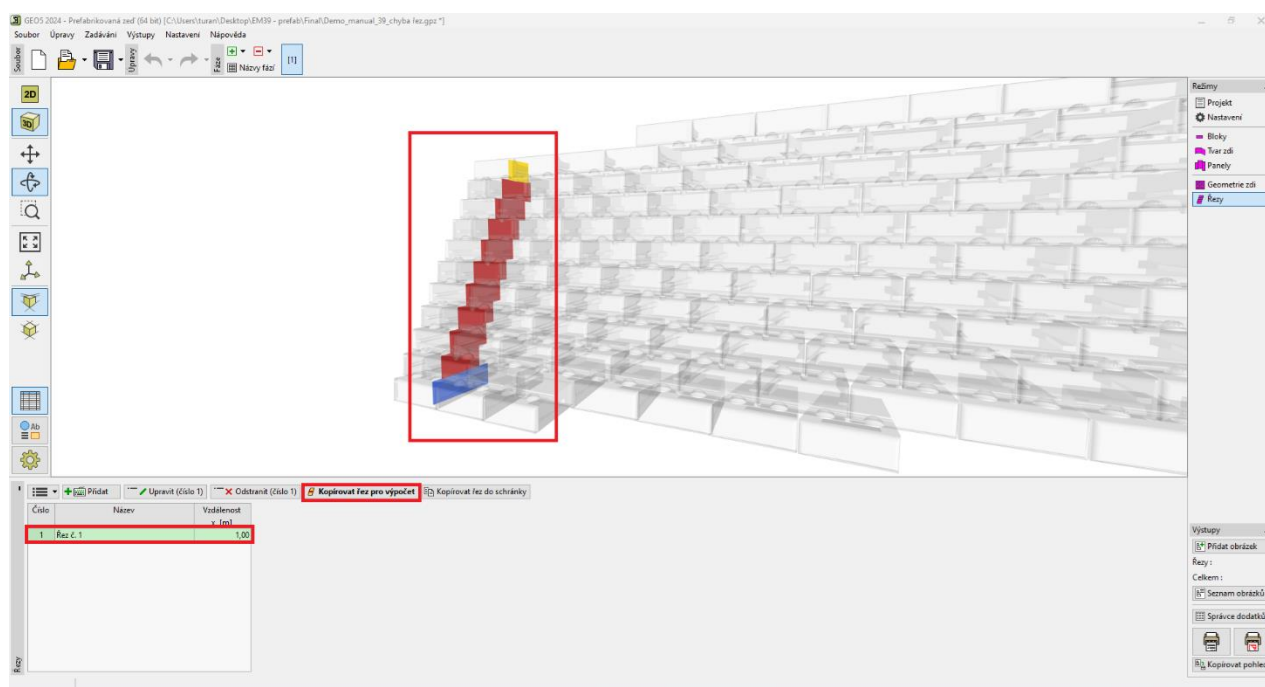 GEO5 2024 - Prefabrikovaná zeď (64 bit) [C:\Users\turan\Desktop\EM39 - prefab\Final\Demo_manual_39_chyba řez.gpz *]
Soubor Úpravy Zadávání Výstupy Nastavení Nápověda
Soubor
Úpravy
Fáze
Názvy fází
[1]
2D
3D
Ab
Režimy
Projekt
Nastavení
Bloky
Tvar zdi
Panely
Geometrie zdi
Řezy
Přidat Upravit (číslo 1) Odstranit (číslo 1) Kopírovat řez pro výpočet Kopírovat řez do schránky
Číslo Název Vzdálenost
x [m]
1 Řez č. 1 1,00
Řezy
Výstupy
Přidat obrázek
Řezy :
Celkem :
Seznam obrázků
Správce dodatků
Kopírovat pohled